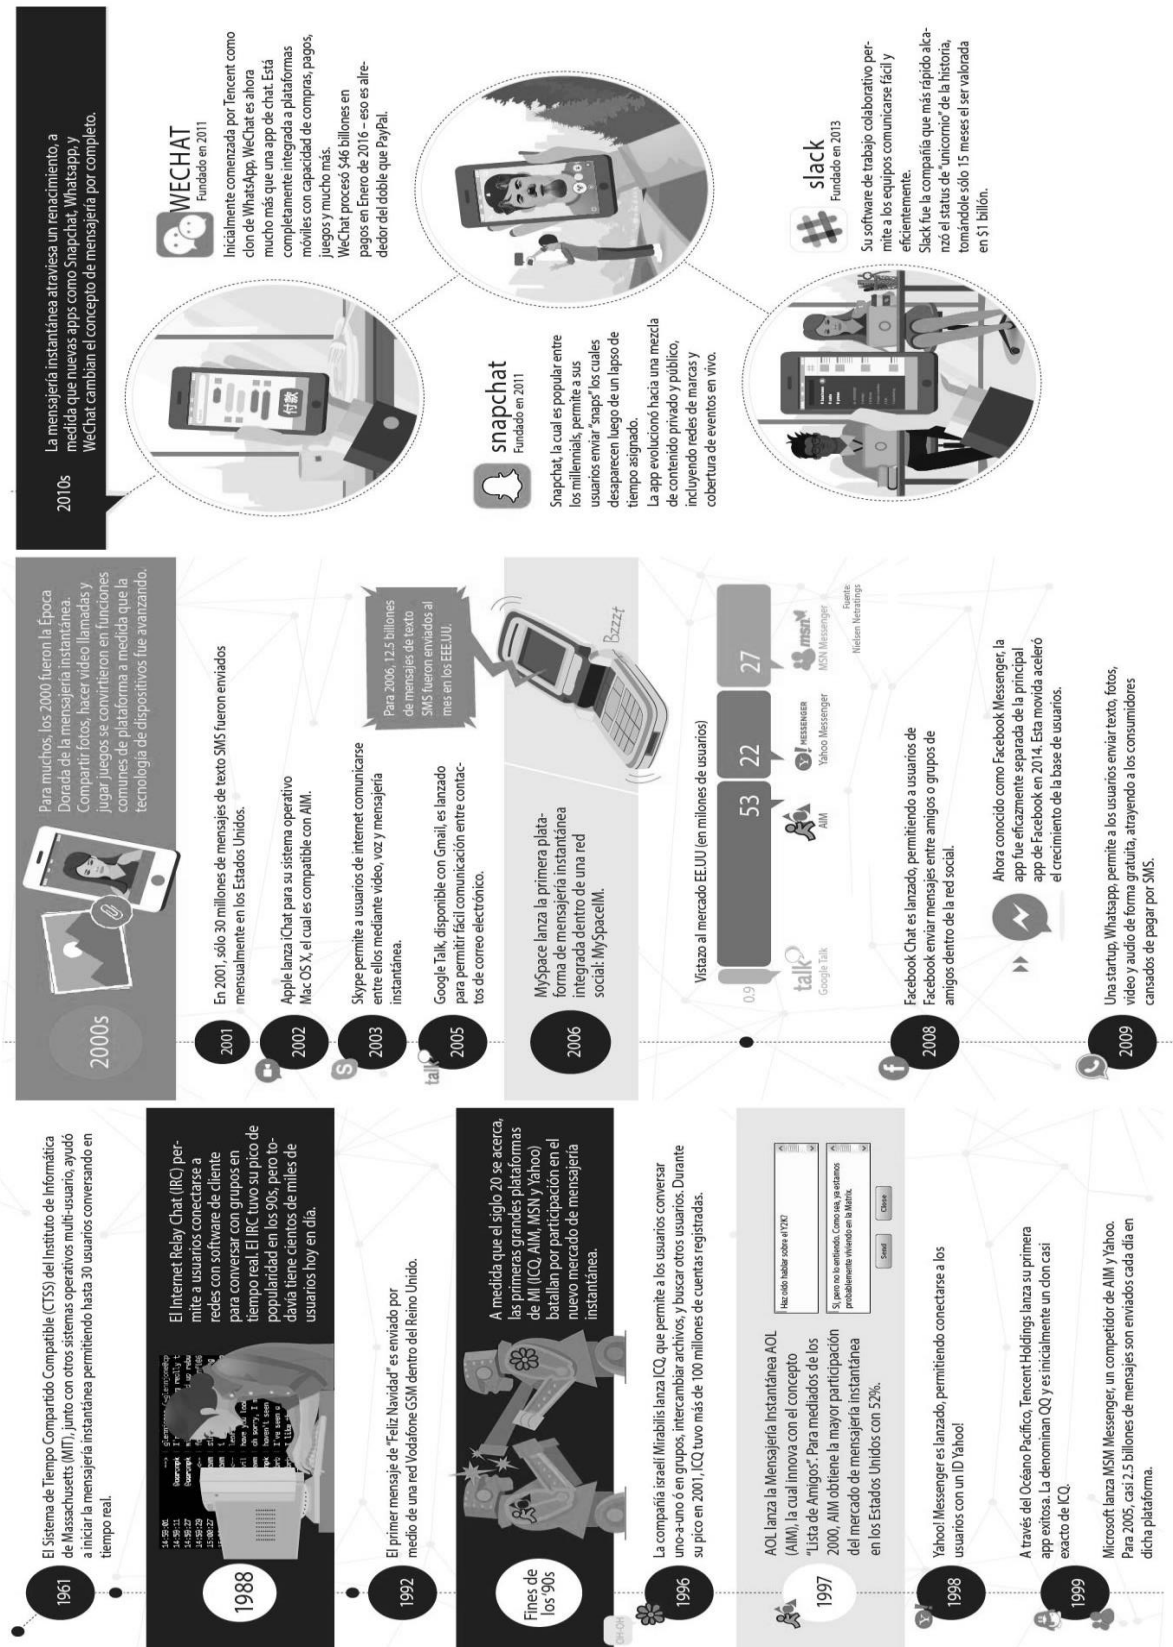 1961
El Sistema de Tiempo Compartido Compatible (CTSS) del Instituto de Informática
de Massachusetts (MIT), junto con otros sistemas operativos multi-usuario, ayudó
a iniciar la mensajería instantánea permitiendo hasta 30 usuarios conversando en
tiempo real.
1988
14:59:01
14:59:11
14:59:27
14:59:29
15:00:27
El Internet Relay Chat (IRC) per-
mite a usuarios conectarse a
redes con software de cliente
para conversar con grupos en
tiempo real. El IRC tuvo su pico de
popularidad en los 90s, pero to-
davía tiene cientos de miles de
usuarios hoy en día.
1992
El primer mensaje de "Feliz Navidad" es enviado por
medio de una red Vodafone GSM dentro del Reino Unido.
Fines de
los '90s
A medida que el siglo 20 se acerca,
las primeras grandes plataformas
de MI (ICQ, AIM, MSN y Yahoo)
batallan por participación en el
nuevo mercado de mensajería
instantánea.
OH-OH
1996
La compañía israelí Mirabilis lanza ICQ, que permite a los usuarios conversar
uno-a-uno ó en grupos, intercambiar archivos, y buscar otros usuarios. Durante
su pico en 2001, ICQ tuvo más de 100 millones de cuentas registradas.
1997
AOL lanza la Mensajería Instantánea AOL
(AIM), la cual innova con el concepto
"Lista de Amigos". Para mediados de los
2000, AIM obtiene la mayor participación
del mercado de mensajería instantánea
en los Estados Unidos con 52%.
Haz oído hablar sobre el Y2K?
Sí, pero no lo entiendo. Como sea, ya estamos
probablemente viviendo en la Matrix.
Send
Close
1998
Yahoo! Messenger es lanzado, permitiendo conectarse a los
usuarios con un ID Yahoo!
1999
A través del Océano Pacífico, Tencent Holdings lanza su primera
app exitosa. La denominan QQ y es inicialmente un clon casi
exacto de ICQ.
Microsoft lanza MSM Messenger, un competidor de AIM y Yahoo.
Para 2005, casi 2.5 billones de mensajes son enviados cada día en
dicha plataforma.
2000s
Para muchos, los 2000 fueron la Época
Dorada de la mensajería instantánea.
Compartir fotos, hacer video llamadas y
jugar juegos se convirtieron en funciones
comunes de plataforma a medida que la
tecnología de dispositivos fue avanzando.
2001
En 2001, sólo 30 millones de mensajes de texto SMS fueron enviados
mensualmente en los Estados Unidos.
2002
Apple lanza iChat para su sistema operativo
Mac OS X, el cual es compatible con AIM.
2003
Skype permite a usuarios de internet comunicarse
entre ellos mediante video, voz y mensajería
instantánea.
talk
2005
Google Talk, disponible con Gmail, es lanzado
para permitir fácil comunicación entre contac-
tos de correo electrónico.
Para 2006, 12.5 billones
de mensajes de texto
SMS fueron enviados al
mes en los EEE.UU.
Bzzzt
2006
MySpace lanza la primera plata-
forma de mensajería instantánea
integrada dentro de una red
social: MySpaceIM.
Vistazo al mercado EE.UU (en milones de usuarios)
0.9
53
22
27
talk
Google Talk
AIM
Y! MESSENGER
Yahoo Messenger
msn
MSN Messenger
Fuente:
Nielsen Netratings
2008
Facebook Chat es lanzado, permitiendo a usuarios de
Facebook enviar mensajes entre amigos o grupos de
amigos dentro de la red social.
Ahora conocido como Facebook Messenger, la
app fue eficazmente separada de la principal
app de Facebook en 2014. Esta movida aceleró
el crecimiento de la base de usuarios.
2009
Una startup, Whatsapp, permite a los usuarios enviar texto, fotos,
video y audio de forma gratuita, atrayendo a los consumidores
cansados de pagar por SMS.
2010s
La mensajería instantánea atraviesa un renacimiento, a
medida que nuevas apps como Snapchat, Whatsapp, y
WeChat cambian el concepto de mensajería por completo.
付款
WECHAT
Fundado en 2011
Inicialmente comenzada por Tencent como
clon de WhatsApp, WeChat es ahora
mucho más que una app de chat. Está
completamente integrada a plataformas
móviles con capacidad de compras, pagos,
juegos y mucho más.
WeChat procesó $46 billones en
pagos en Enero de 2016 – eso es alre-
dedor del doble que PayPal.
snapchat
Fundado en 2011
Snapchat, la cual es popular entre
los millennials, permite a sus
usuarios enviar "snaps" los cuales
desaparecen luego de un lapso de
tiempo asignado.
La app evolucionó hacia una mezcla
de contenido privado y público,
incluyendo redes de marcas y
cobertura de eventos en vivo.
slack
Fundado en 2013
Su software de trabajo colaborativo per-
mite a los equipos comunicarse fácil y
eficientemente.
Slack fue la compañía que más rápido alca-
nzó el status de "unicornio" de la historia,
tomándole sólo 15 meses el ser valorada
en $1 billón.